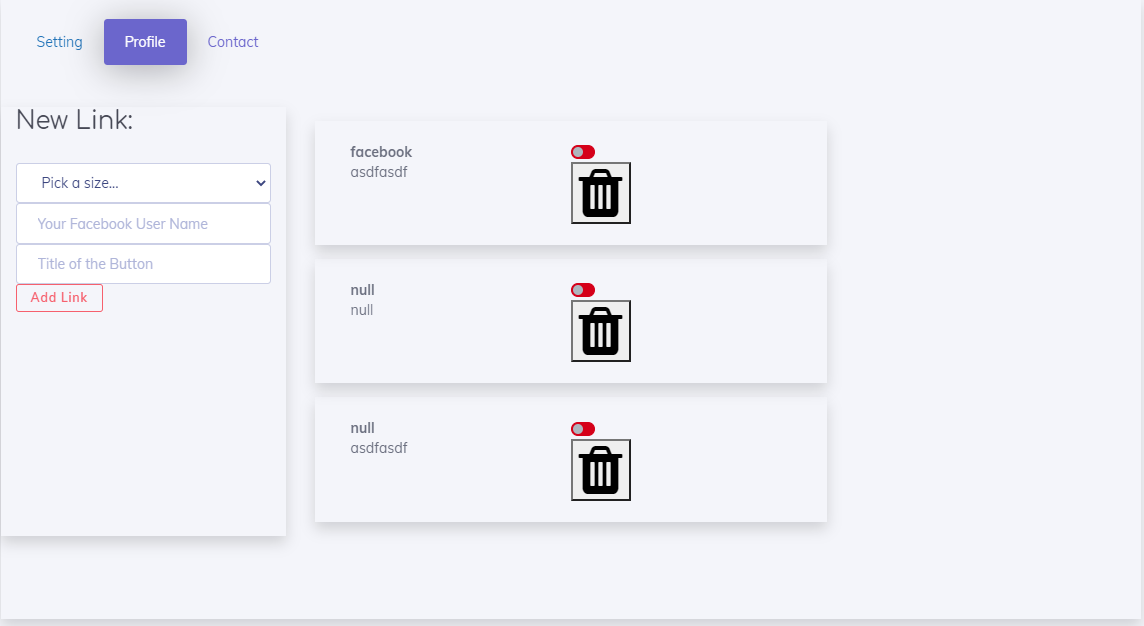 Setting
Profile
Contact
New Link:
Pick a size...
Your Facebook User Name
Title of the Button
Add Link
facebook
asdfasdf
null
null
null
asdfasdf